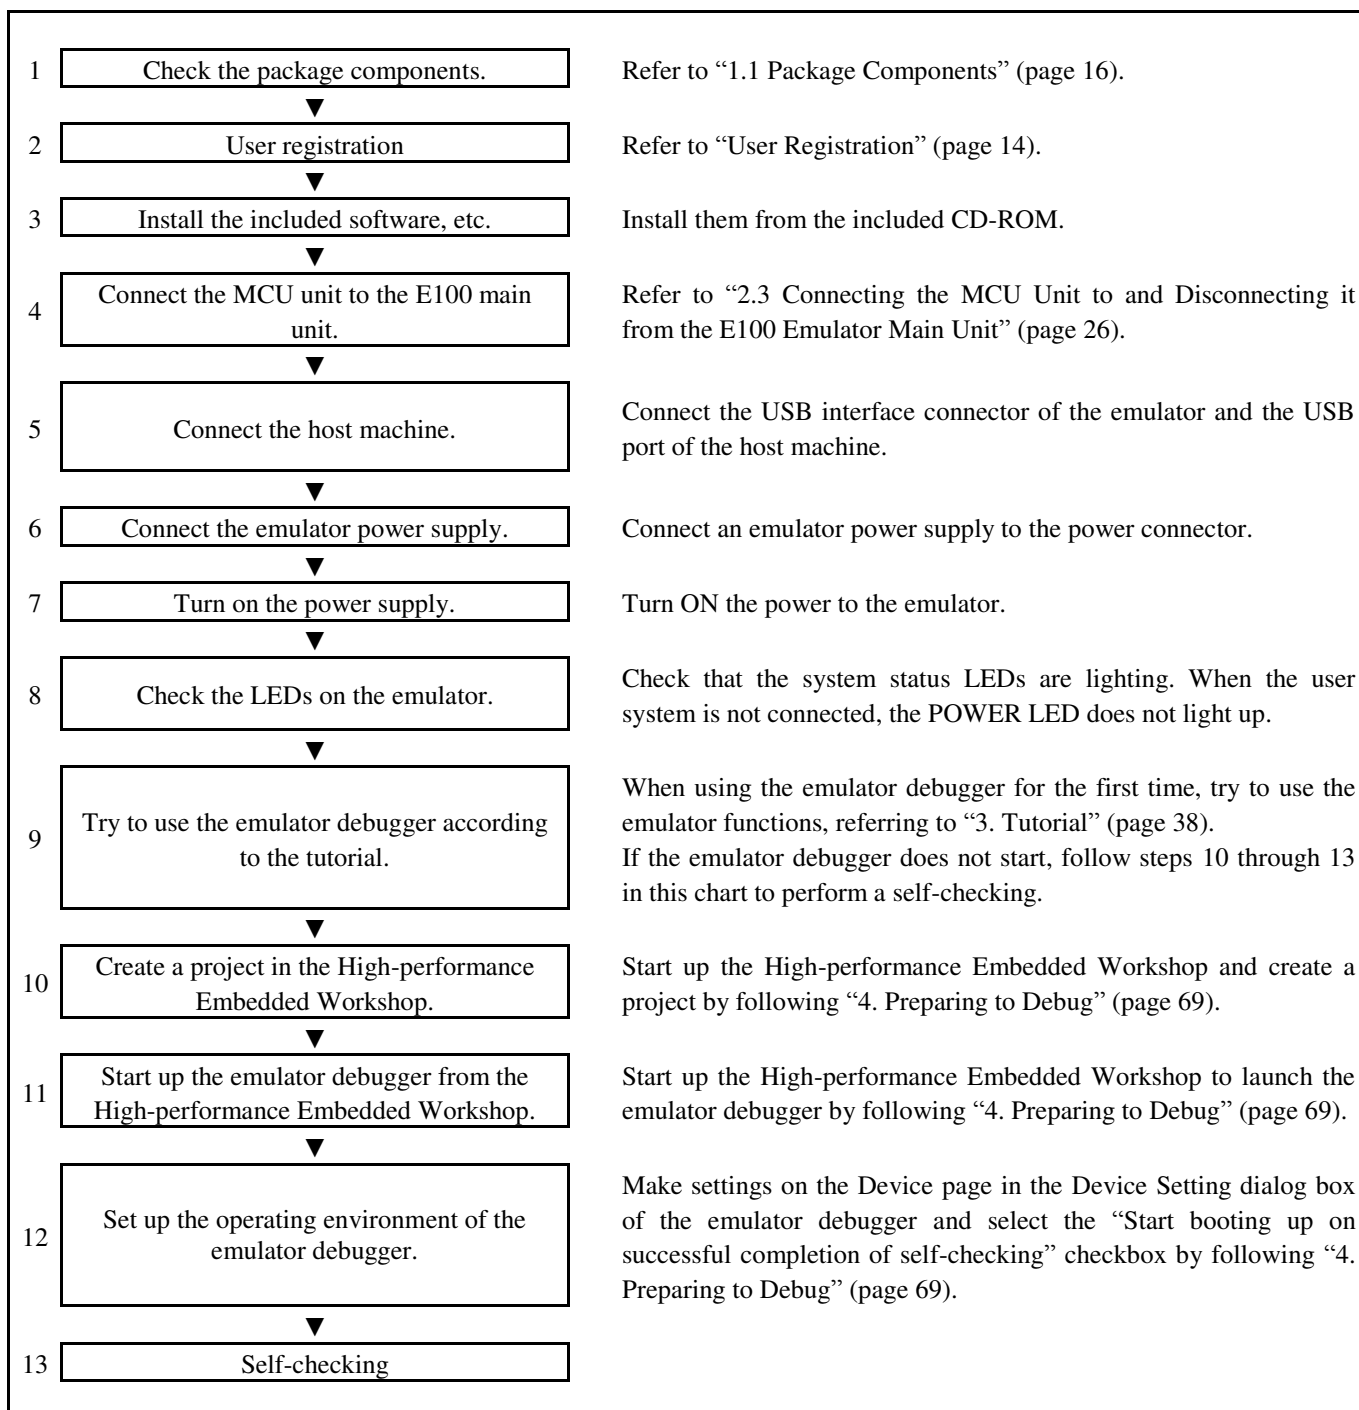 1 Check the package components. Refer to “1.1 Package Components” (page 16).
2 User registration Refer to “User Registration” (page 14).
3 Install the included software, etc. Install them from the included CD-ROM.
4 Connect the MCU unit to the E100 main
unit.
Refer to “2.3 Connecting the MCU Unit to and Disconnecting it
from the E100 Emulator Main Unit” (page 26).
5 Connect the host machine.
Connect the USB interface connector of the emulator and the USB
port of the host machine.
6 Connect the emulator power supply. Connect an emulator power supply to the power connector.
7 Turn on the power supply. Turn ON the power to the emulator.
8 Check the LEDs on the emulator.
Check that the system status LEDs are lighting. When the user
system is not connected, the POWER LED does not light up.
9 Try to use the emulator debugger according
to the tutorial.
When using the emulator debugger for the first time, try to use the
emulator functions, referring to “3. Tutorial” (page 38).
If the emulator debugger does not start, follow steps 10 through 13
in this chart to perform a self-checking.
10 Create a project in the High-performance
Embedded Workshop.
Start up the High-performance Embedded Workshop and create a
project by following “4. Preparing to Debug” (page 69).
11 Start up the emulator debugger from the
High-performance Embedded Workshop.
Start up the High-performance Embedded Workshop to launch the
emulator debugger by following “4. Preparing to Debug” (page 69).
12 Set up the operating environment of the
emulator debugger.
Make settings on the Device page in the Device Setting dialog box
of the emulator debugger and select the “Start booting up on
successful completion of self-checking” checkbox by following “4.
Preparing to Debug” (page 69).
13 Self-checking